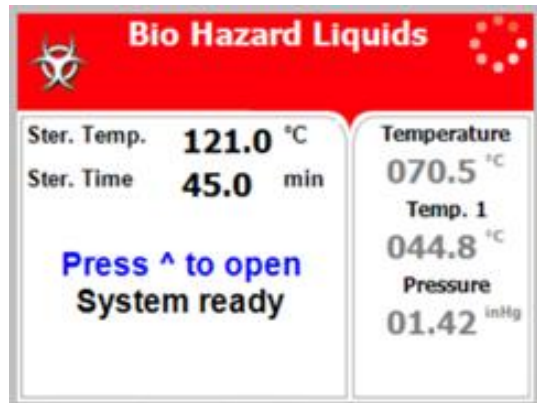 Bio Hazard Liquids
Ster. Temp. 121.0 °C
Ster. Time 45.0 min
Press ^ to open
System ready
Temperature
070.5 °C
Temp. 1
044.8 °C
Pressure
01.42 inHg